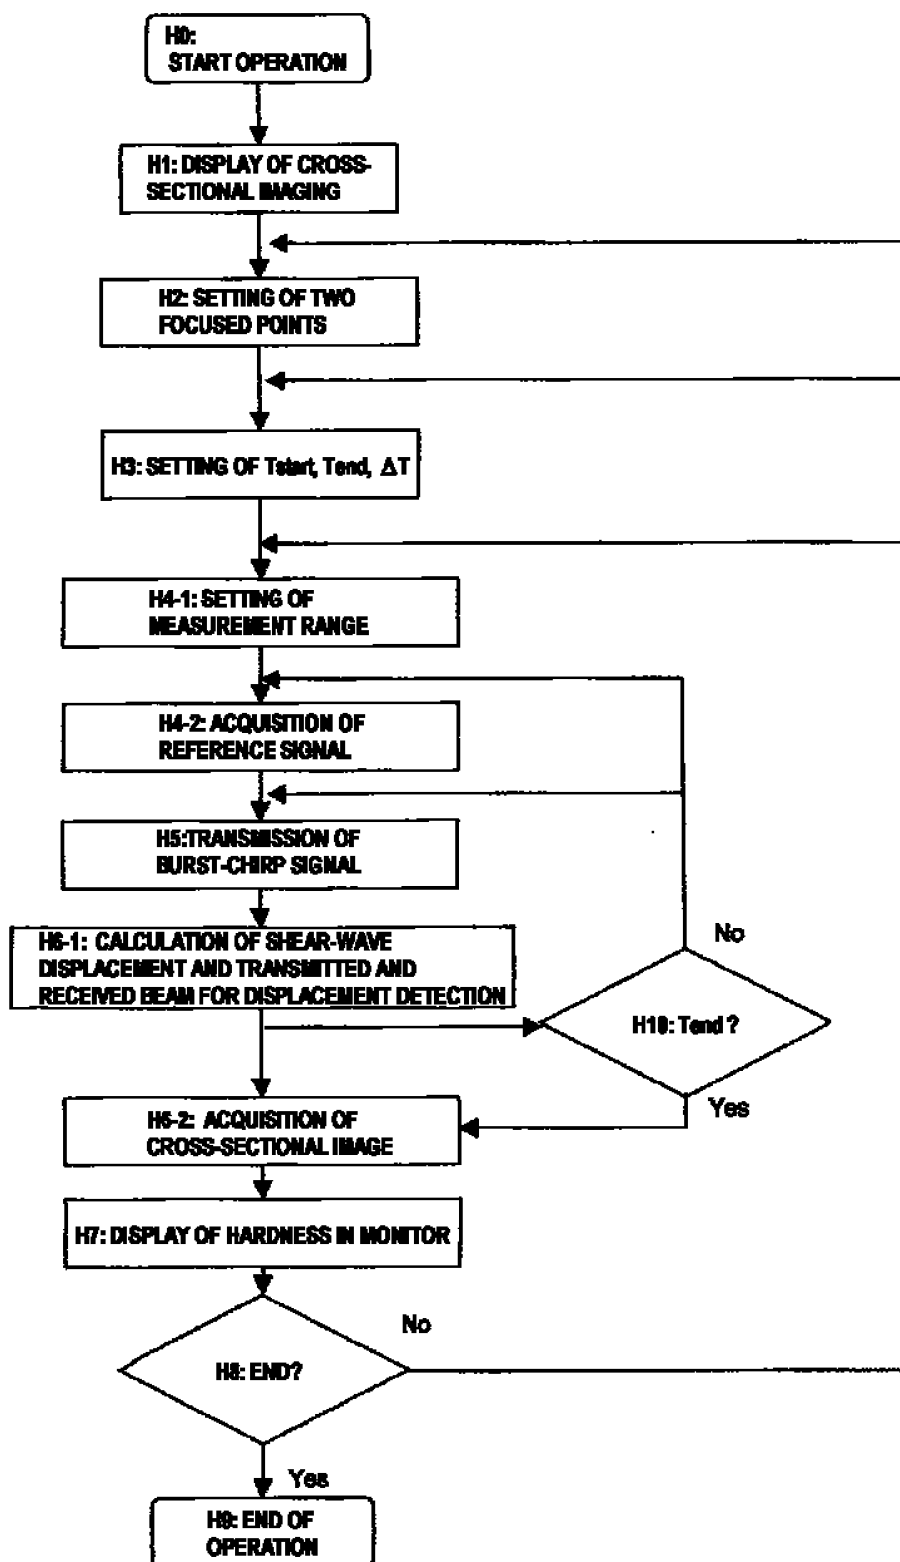 H0:
START OPERATION
H1: DISPLAY OF CROSS-
SECTIONAL IMAGING
H2: SETTING OF TWO
FOCUSED POINTS
H3: SETTING OF Tstart, Tend, ΔT
H4-1: SETTING OF
MEASUREMENT RANGE
H4-2: ACQUISITION OF
REFERENCE SIGNAL
H5:TRANSMISSION OF
BURST-CHIRP SIGNAL
H6-1: CALCULATION OF SHEAR-WAVE
DISPLACEMENT AND TRANSMITTED AND
RECEIVED BEAM FOR DISPLACEMENT DETECTION
No
H10: Tend ?
Yes
H6-2: ACQUISITION OF
CROSS-SECTIONAL IMAGE
H7: DISPLAY OF HARDNESS IN MONITOR
No
H8: END?
Yes
H9: END OF
OPERATION